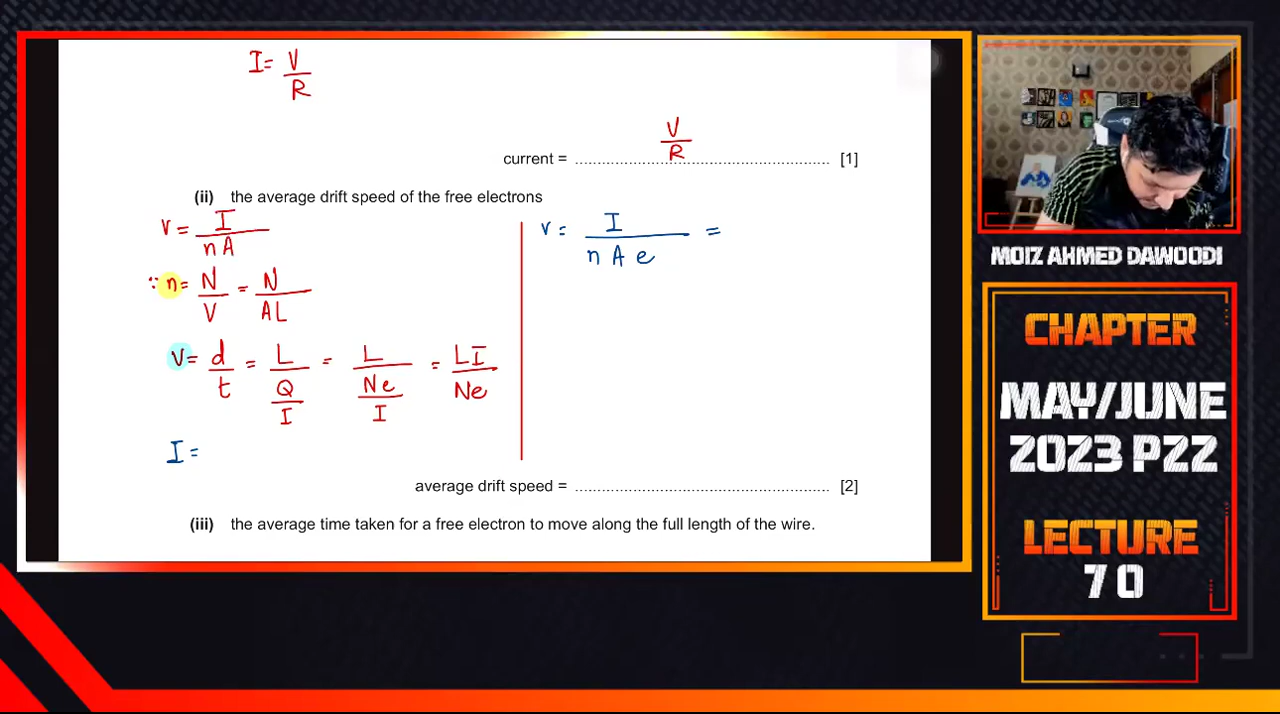 I = V/R
V/R
current = .................................................... [1]
(ii) the average drift speed of the free electrons
v = I/nA
v = I/nAe =
∵ n = N/V = N/AL
v = d/t = L/(Q/I) = L/(Ne/I) = LI/Ne
I =
average drift speed = .................................................... [2]
(iii) the average time taken for a free electron to move along the full length of the wire.
MOIZ AHMED DAWOODI
CHAPTER
MAY/JUNE
2023 P22
LECTURE
70